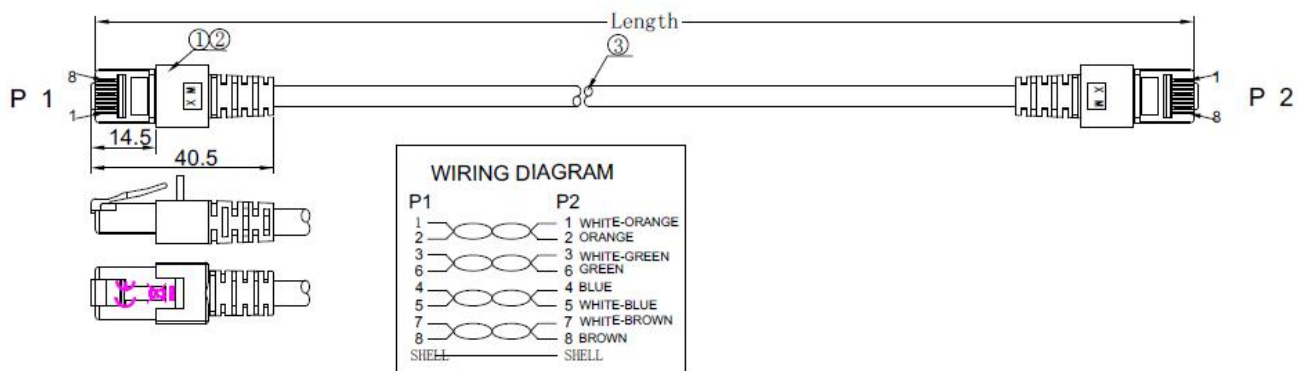 Length
①②
③
P 1
8
1
M X
M X
1
8
P 2
14.5
40.5
WIRING DIAGRAM
P1 P2
1 1 WHITE-ORANGE
2 2 ORANGE
3 3 WHITE-GREEN
6 6 GREEN
4 4 BLUE
5 5 WHITE-BLUE
7 7 WHITE-BROWN
8 8 BROWN
SHELL SHELL
CE